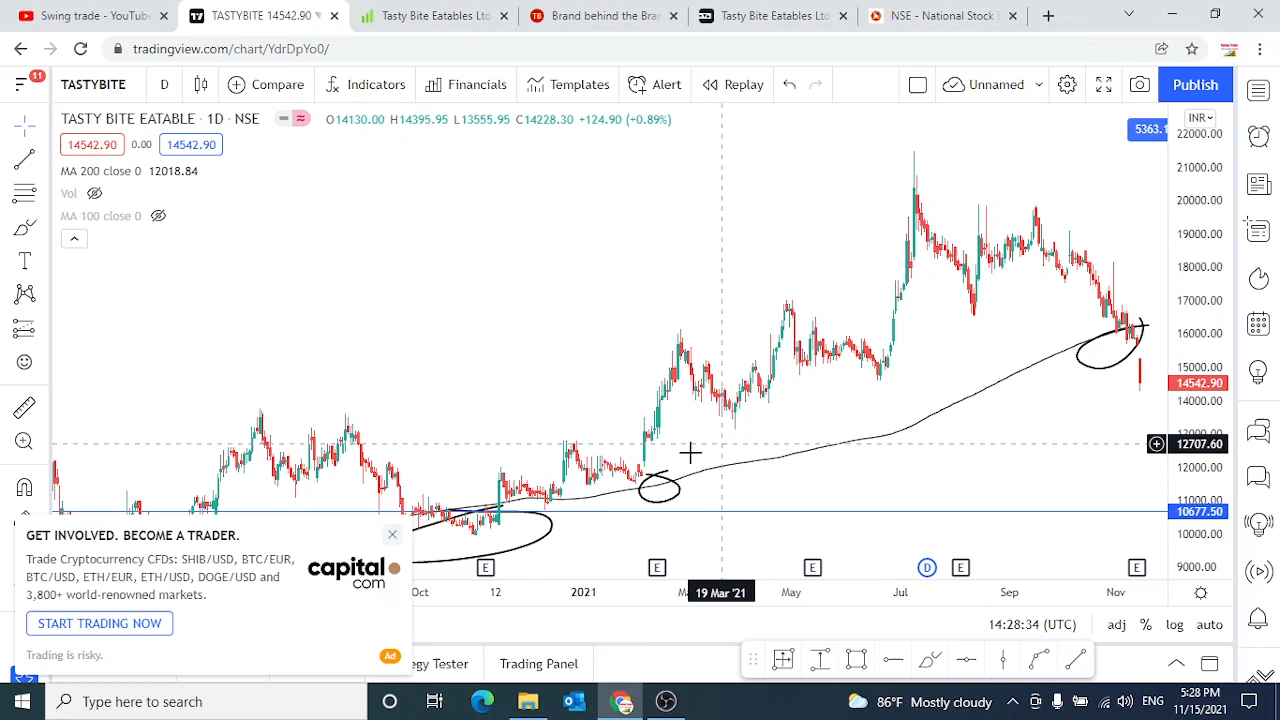 Swing trade - YouTube
TASTYBITE 14542.90 ▼
Tasty Bite Eatables Ltd
Brand behind the Bra
Tasty Bite Eatables Ltd
NSE - National Stock E
tradingview.com/chart/YdrDpYo0/
11
TASTYBITE
D
Compare
Indicators
Financials
Templates
Alert
Replay
Unnamed
Publish
TASTY BITE EATABLE · 1D · NSE
O14130.00 H14395.95 L13555.95 C14228.30 +124.90 (+0.89%)
INR
5363.1
14542.90 0.00 14542.90
MA 200 close 0 12018.84
Vol
MA 100 close 0
22000.00
21000.00
20000.00
19000.00
18000.00
17000.00
16000.00
15000.00
14542.90
14000.00
12707.60
12000.00
11000.00
10677.50
10000.00
9000.00
GET INVOLVED. BECOME A TRADER.
Trade Cryptocurrency CFDs: SHIB/USD, BTC/EUR,
BTC/USD, ETH/EUR, ETH/USD, DOGE/USD and
3,800+ world-renowned markets.
capital
com
START TRADING NOW
Trading is risky.
Ad
E
E
E
D
E
E
Oct
12
2021
19 Mar '21
May
Jul
Sep
Nov
14:28:34 (UTC)
adj
%
log
auto
Tester
Trading Panel
Type here to search
86°F Mostly cloudy
ENG
5:28 PM
11/15/2021